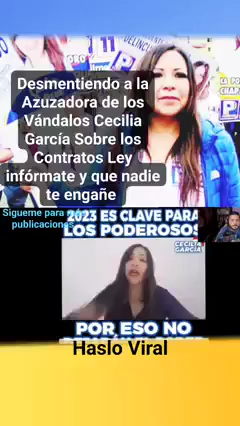 Desmentiendo a la
Azuzadora de los
Vándalos Cecilia
García Sobre los
Contratos Ley
infórmate y que nadie
te engañe
Sigueme para
publicaciones
2023 ES CLAVE PARA
LOS PODEROSOS
CECILIA
GARCÍA
POR ESO NO
Haslo Viral